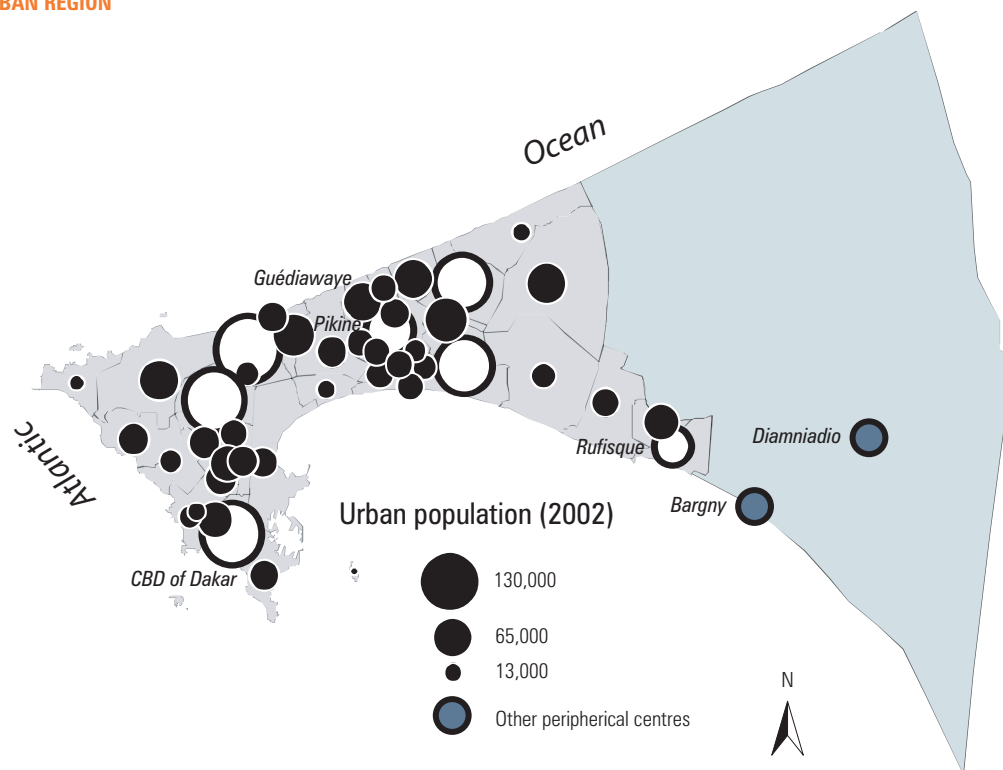 BAN REGION
Ocean
Guédiawaye
Pikine
Atlantic
Rufisque
Diamniadio
Bargny
CBD of Dakar
Urban population (2002)
130,000
65,000
13,000
Other peripherical centres
N